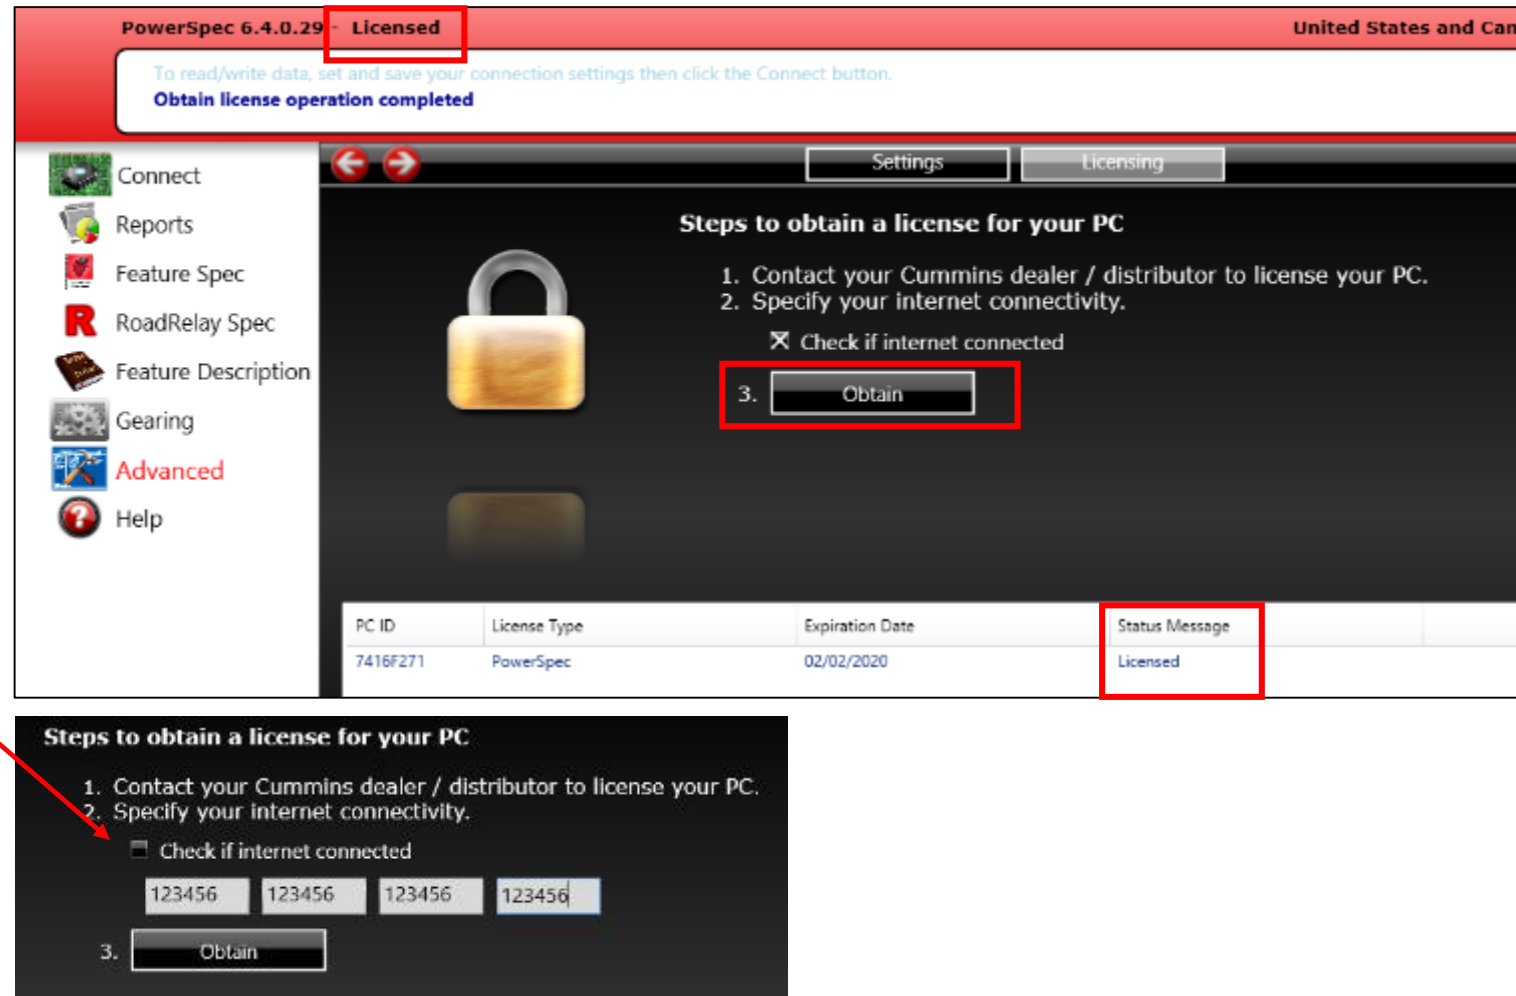 PowerSpec 6.4.0.29 - Licensed
United States and Can
To read/write data, set and save your connection settings then click the Connect button.
Obtain license operation completed
Connect
Reports
Feature Spec
RoadRelay Spec
Feature Description
Gearing
Advanced
Help
Settings
Licensing
Steps to obtain a license for your PC
1. Contact your Cummins dealer / distributor to license your PC.
2. Specify your internet connectivity.
Check if internet connected
3. Obtain
PC ID License Type Expiration Date Status Message
7416F271 PowerSpec 02/02/2020 Licensed
Steps to obtain a license for your PC
1. Contact your Cummins dealer / distributor to license your PC.
2. Specify your internet connectivity.
Check if internet connected
123456 123456 123456 123456
3. Obtain